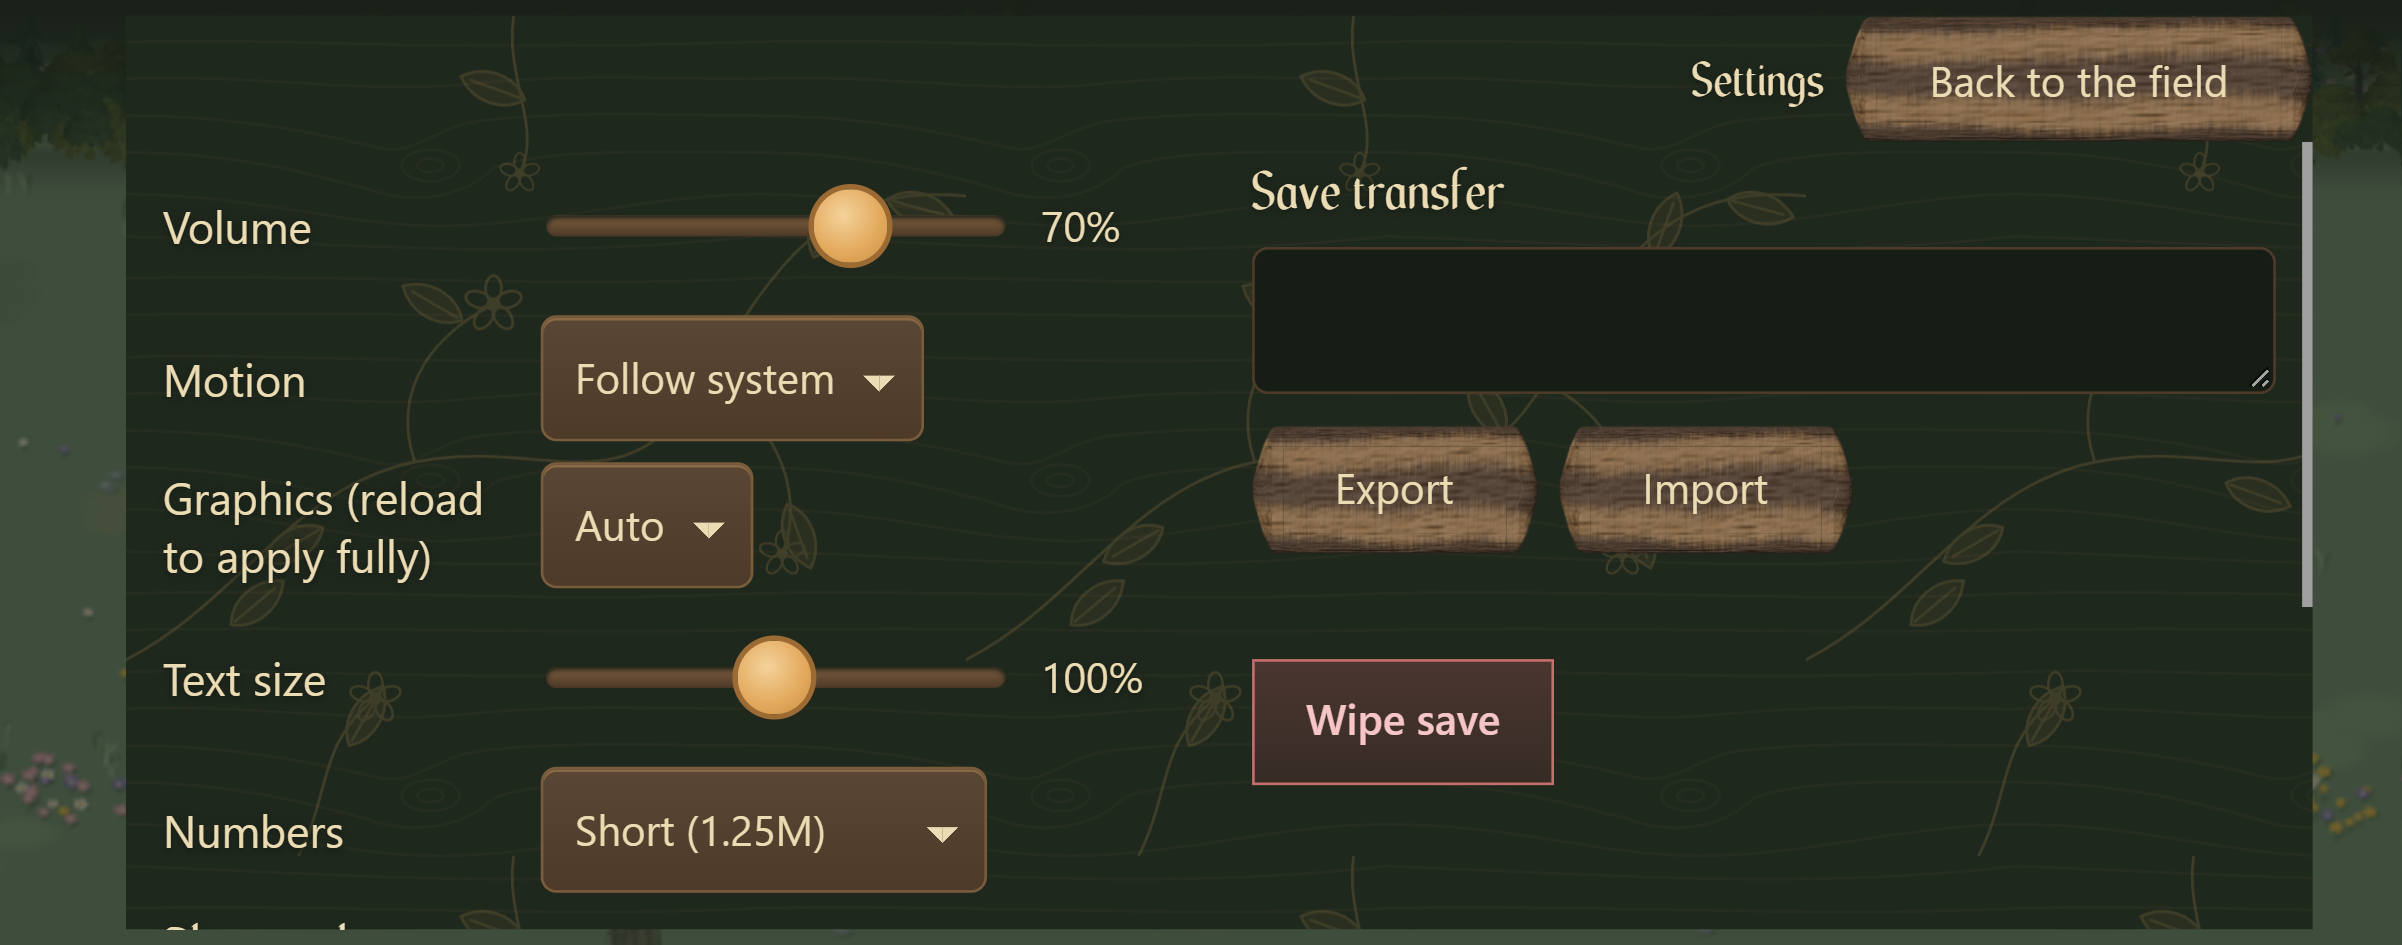 Settings
Back to the field
Volume
70%
Motion
Follow system
Graphics (reload
to apply fully)
Auto
Text size
100%
Numbers
Short (1.25M)
Save transfer
Export
Import
Wipe save